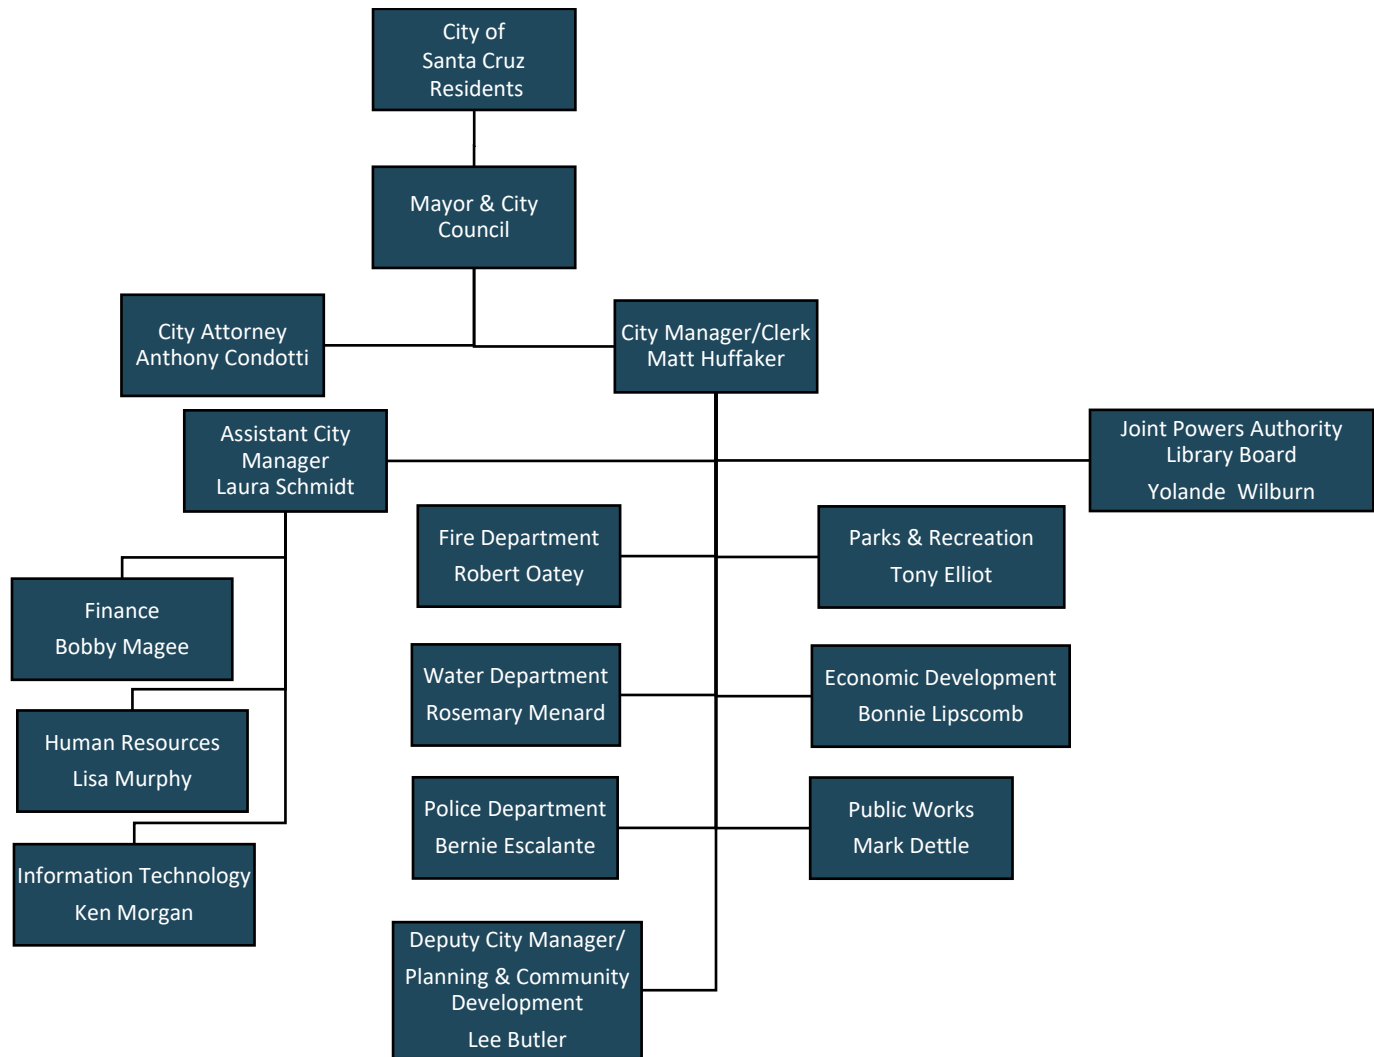 City of
Santa Cruz
Residents
Mayor & City
Council
City Attorney
Anthony Condotti
City Manager/Clerk
Matt Huffaker
Assistant City
Manager
Laura Schmidt
Joint Powers Authority
Library Board
Yolande Wilburn
Fire Department
Robert Oatey
Parks & Recreation
Tony Elliot
Finance
Bobby Magee
Water Department
Rosemary Menard
Economic Development
Bonnie Lipscomb
Human Resources
Lisa Murphy
Police Department
Bernie Escalante
Public Works
Mark Dettle
Information Technology
Ken Morgan
Deputy City Manager/
Planning & Community
Development
Lee Butler